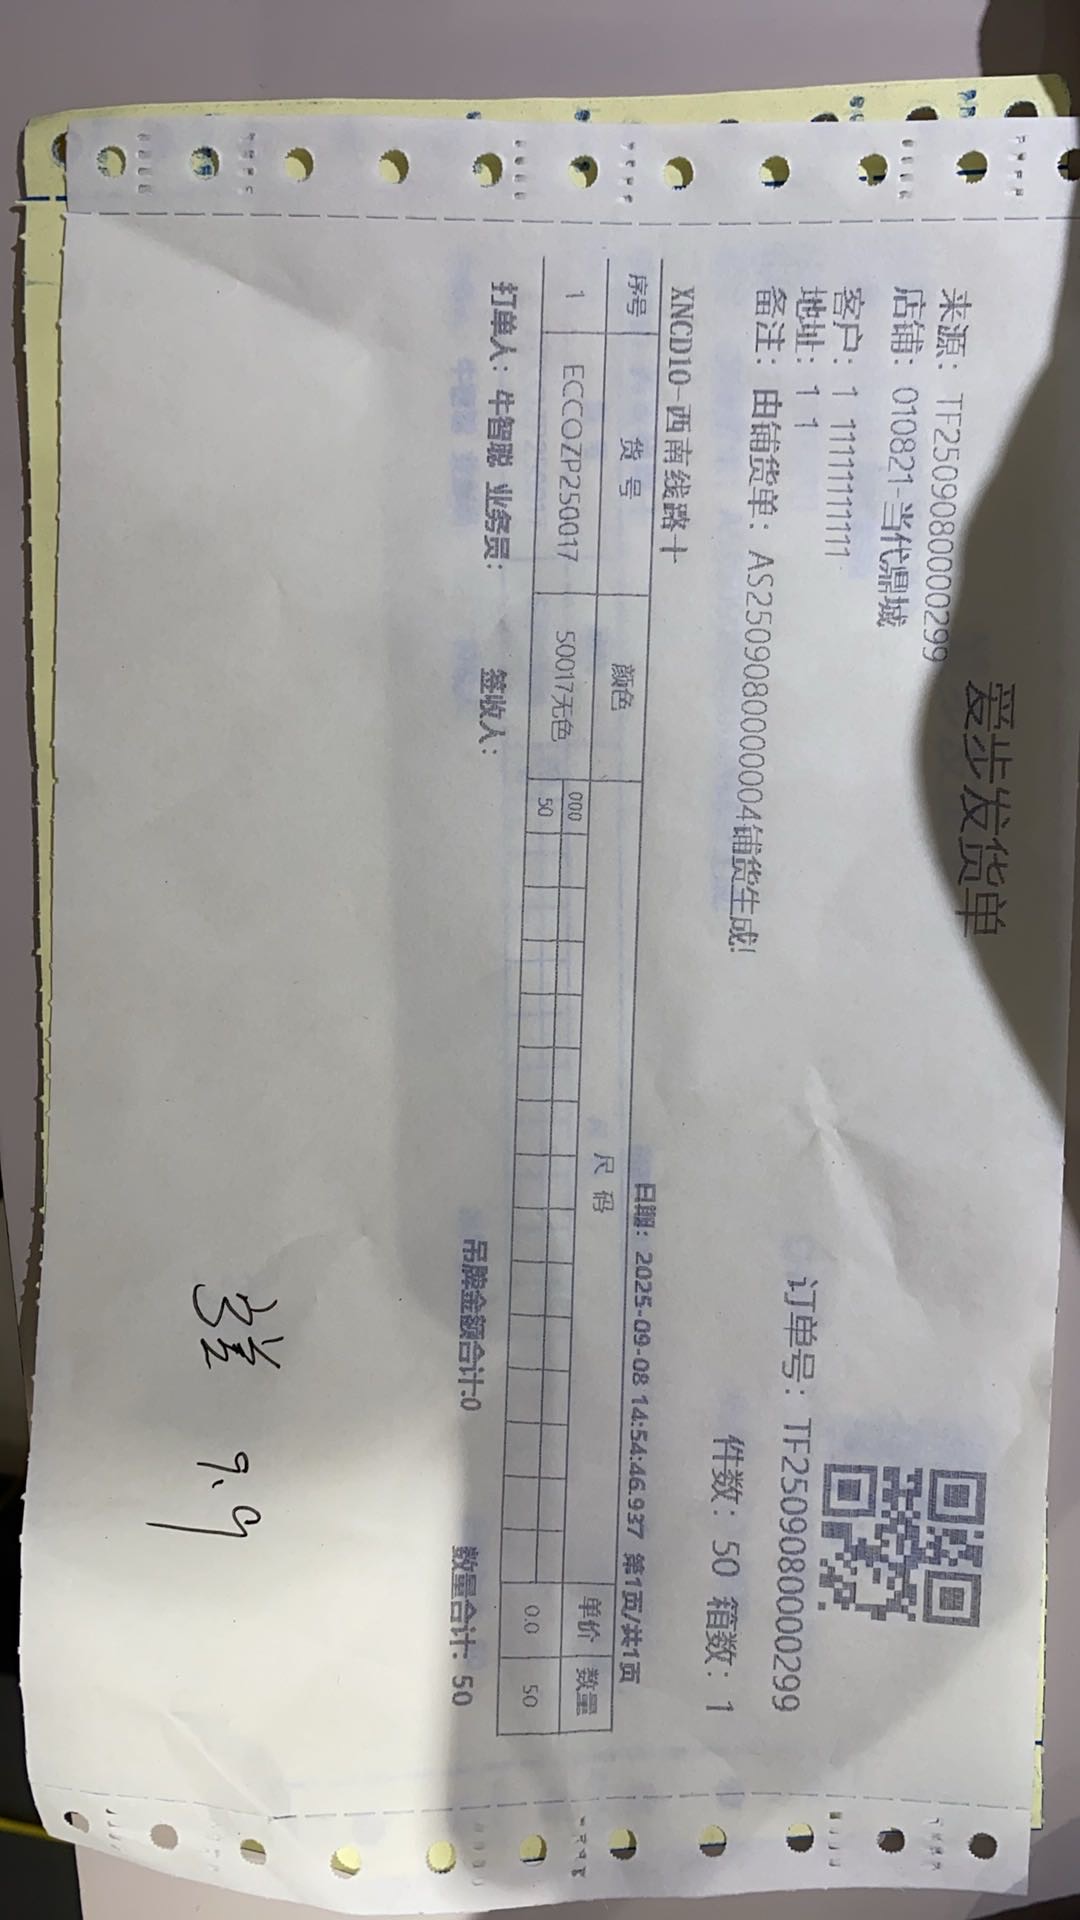 爱步发货单
来源：TF2509080000299
店铺：010821-当代鼎城
客户：1 1111111111
地址：1 1
备注：由铺货单：AS2509080000004铺货生成!
订单号：TF2509080000299
件数：50 箱数：1
XNCD10-西南线路十
日期：2025-09-08 14:54:46.937 第1页/共1页
序号 货号 颜色 尺码 单价 数量
000
1 ECCOZP250017 50017无色 50 0.0 50
打单人：牛智聪 业务员： 签收人： 吊牌金额合计:0 数量合计：50
9.9